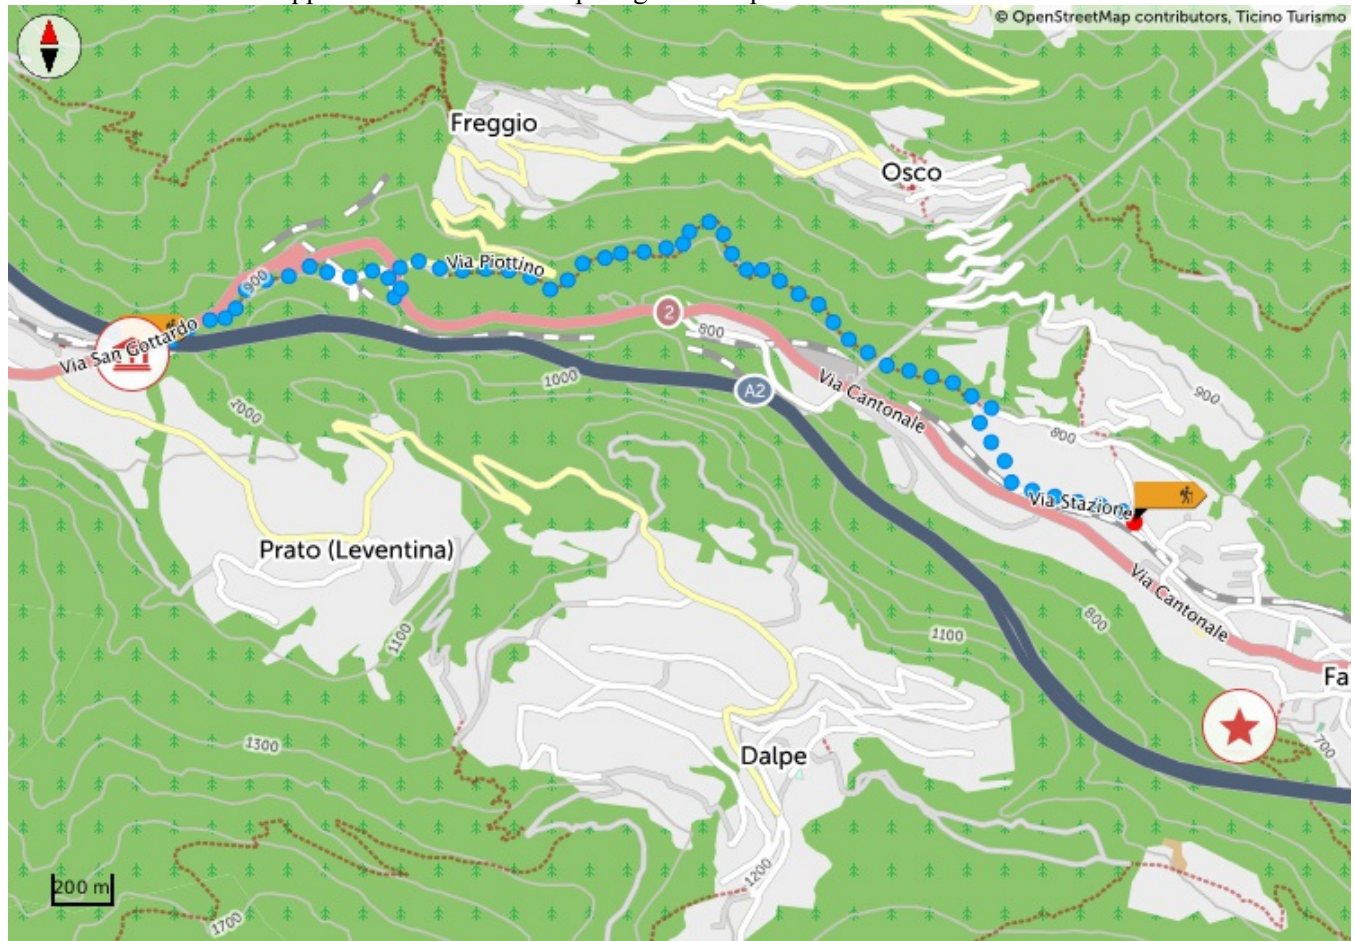 © OpenStreetMap contributors, Ticino Turismo
Freggio
Osco
Via Piottino
900
Via San Gottardo
2
800
1000
A2
Via Cantonale
900
1000
800
Via Stazione
Prato (Leventina)
Via Cantonale
1100
800
1100
Fa
1300
700
Dalpe
1200
200 m
1700